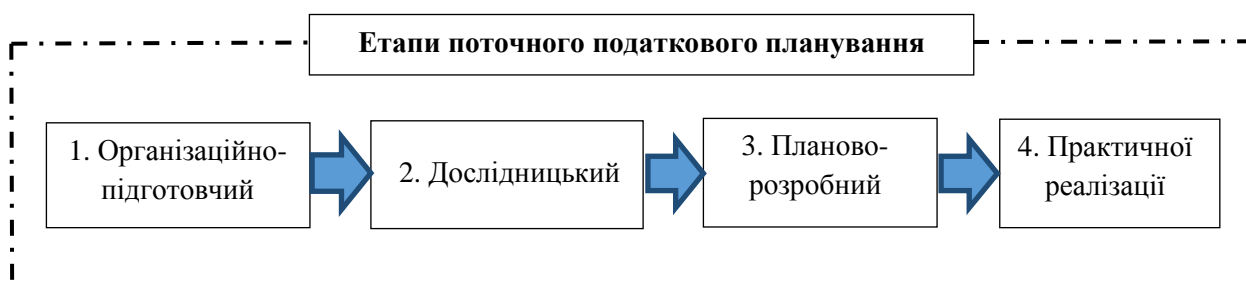 Етапи поточного податкового планування
1. Організаційно-
підготовчий
2. Дослідницький
3. Планово-
розробний
4. Практичної
реалізації